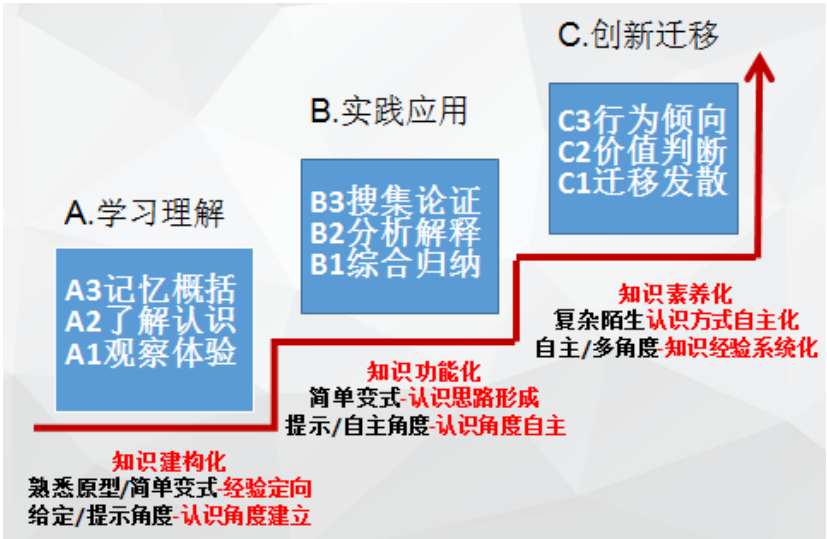 C.创新迁移
C3行为倾向
C2价值判断
C1迁移发散
B.实践应用
B3搜集论证
B2分析解释
B1综合归纳
A.学习理解
A3记忆概括
A2了解认识
A1观察体验
知识素养化
复杂陌生认识方式自主化
自主/多角度-知识经验系统化
知识功能化
简单变式-认识思路形成
提示/自主角度-认识角度自主
知识建构化
熟悉原型/简单变式-经验定向
给定/提示角度-认识角度建立